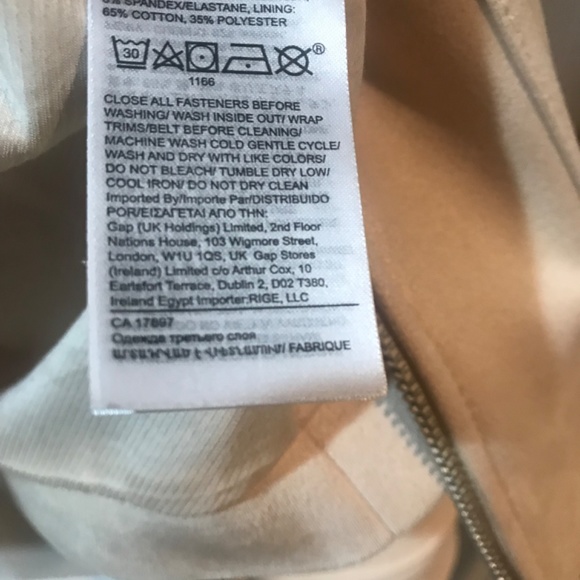 SPANDEX/ELASTANE, LINING:
65% COTTON, 35% POLYESTER
30
®
1166
CLOSE ALL FASTENERS BEFORE
WASHING/ WASH INSIDE OUT/ WRAP
TRIMS/BELT BEFORE CLEANING/
MACHINE WASH COLD GENTLE CYCLE/
WASH AND DRY WITH LIKE COLORS/
DO NOT BLEACH/ TUMBLE DRY LOW/
COOL IRON/ DO NOT DRY CLEAN
Imported By/Importe Par/DISTRIBUIDO
POR/ΕΙΣΑΓΕΤΑΙ ΑΠΟ ΤΗΝ:
Gap (UK Holdings) Limited, 2nd Floor
Nations House, 103 Wigmore Street,
London, W1U 1QS, UK Gap Stores
(Ireland) Limited c/o Arthur Cox, 10
Earlsfort Terrace, Dublin 2, D02 T380,
Ireland Egypt Importer:RIGE, LLC
CA 17897
Одежда третьего слоя
FABRIQUE